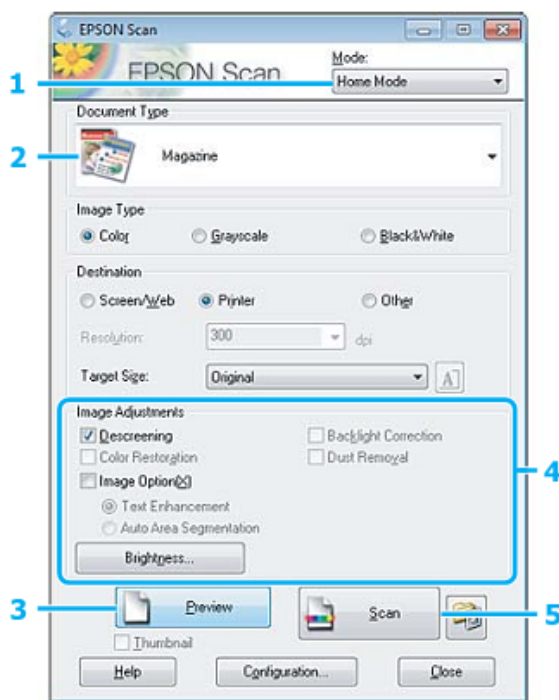 EPSON Scan
EPSON Scan
Mode:
1
Home Mode
Document Type
2
Magazine
Image Type
Color Grayscale Black&White
Destination
Screen/Web Printer Other
Resolution: 300 dpi
Target Size: Original A
Image Adjustments
Descreening Backlight Correction
Color Restoration Dust Removal
4
Image Option(X)
Text Enhancement
Auto Area Segmentation
Brightness...
3 Preview Scan 5
Thumbnail
Help Configuration... Close